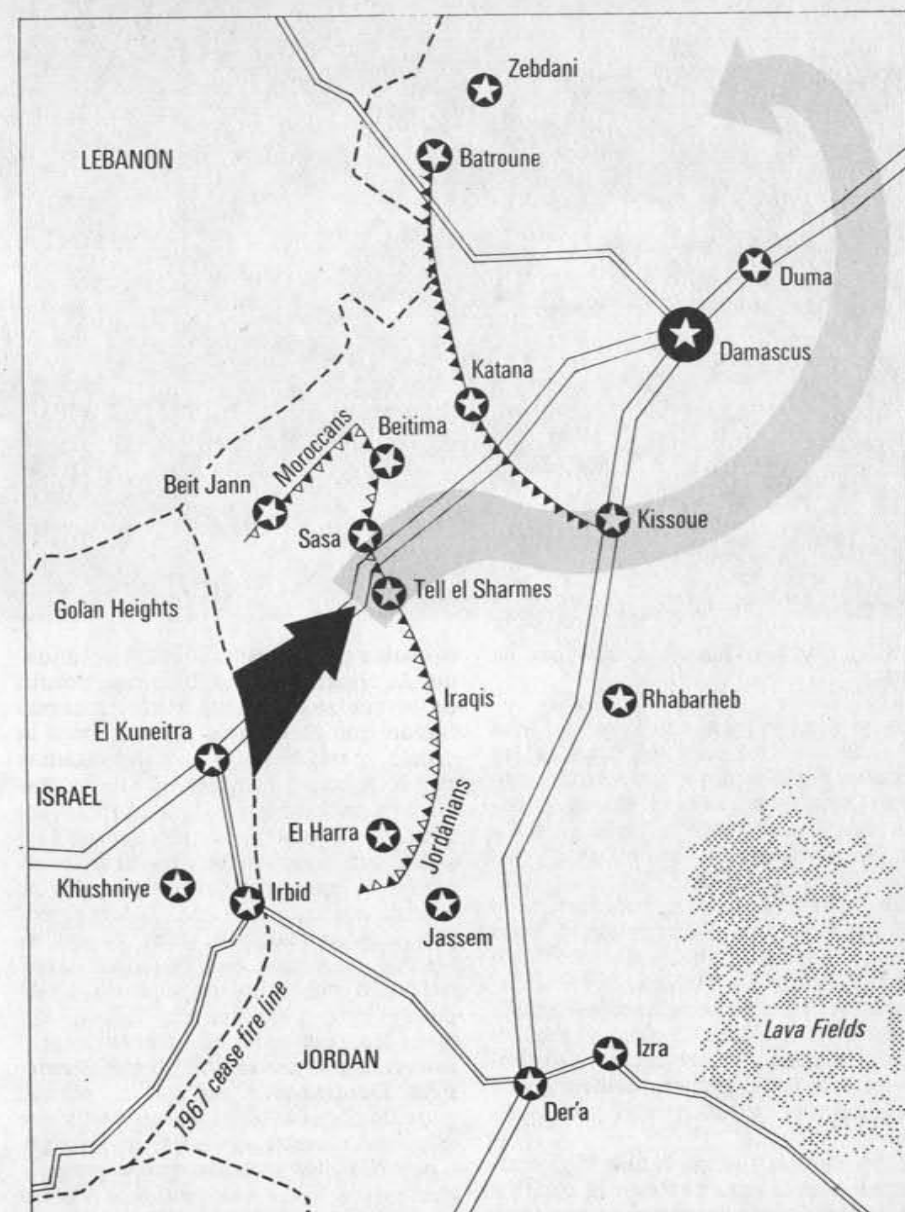 Zebdani
LEBANON
Batroune
Duma
Damascus
Katana
Moroccans
Beitima
Beit Jann
Sasa
Kissoue
Tell el Sharmes
Golan Heights
Iraqis
Rhabarheb
El Kuneitra
ISRAEL
El Harra
Jordanians
Khushniye
Irbid
Jassem
1967 cease fire line
JORDAN
Izra
Lava Fields
Der'a